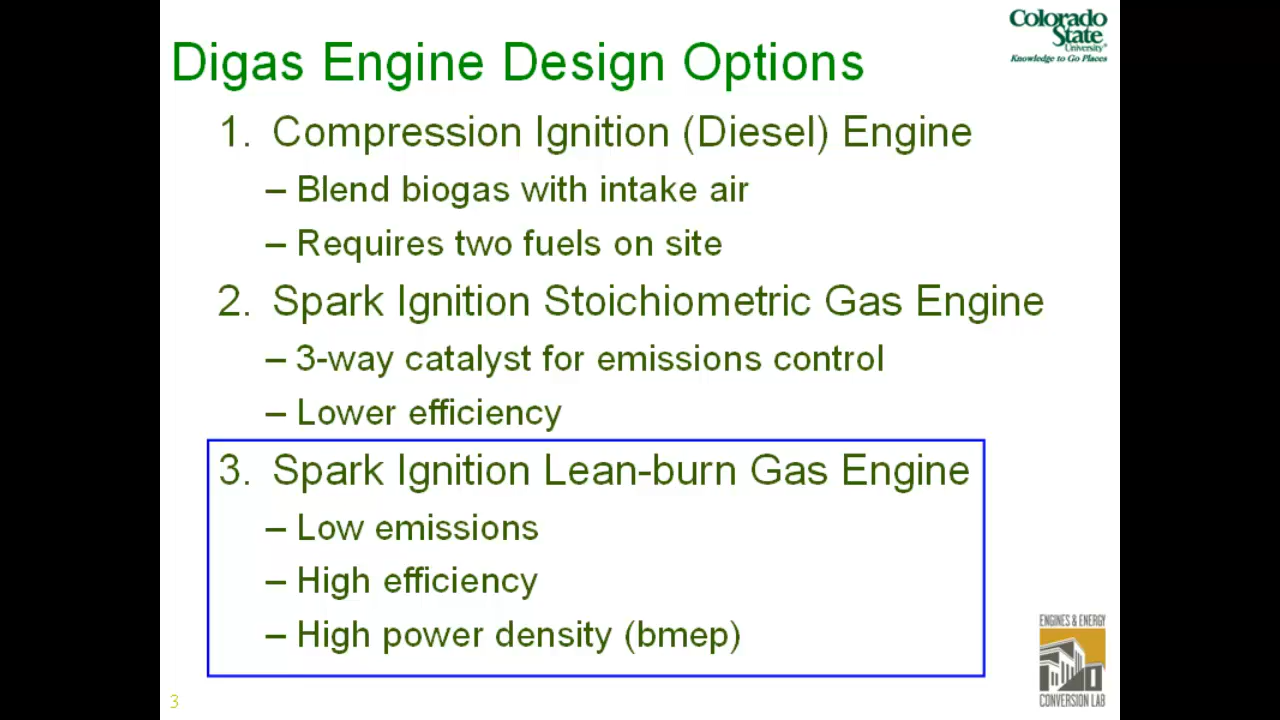 Colorado
State
University
Knowledge to Go Places
Digas Engine Design Options
1. Compression Ignition (Diesel) Engine
– Blend biogas with intake air
– Requires two fuels on site
2. Spark Ignition Stoichiometric Gas Engine
– 3-way catalyst for emissions control
– Lower efficiency
3. Spark Ignition Lean-burn Gas Engine
– Low emissions
– High efficiency
– High power density (bmep)
ENGINES & ENERGY
CONVERSION LAB
3